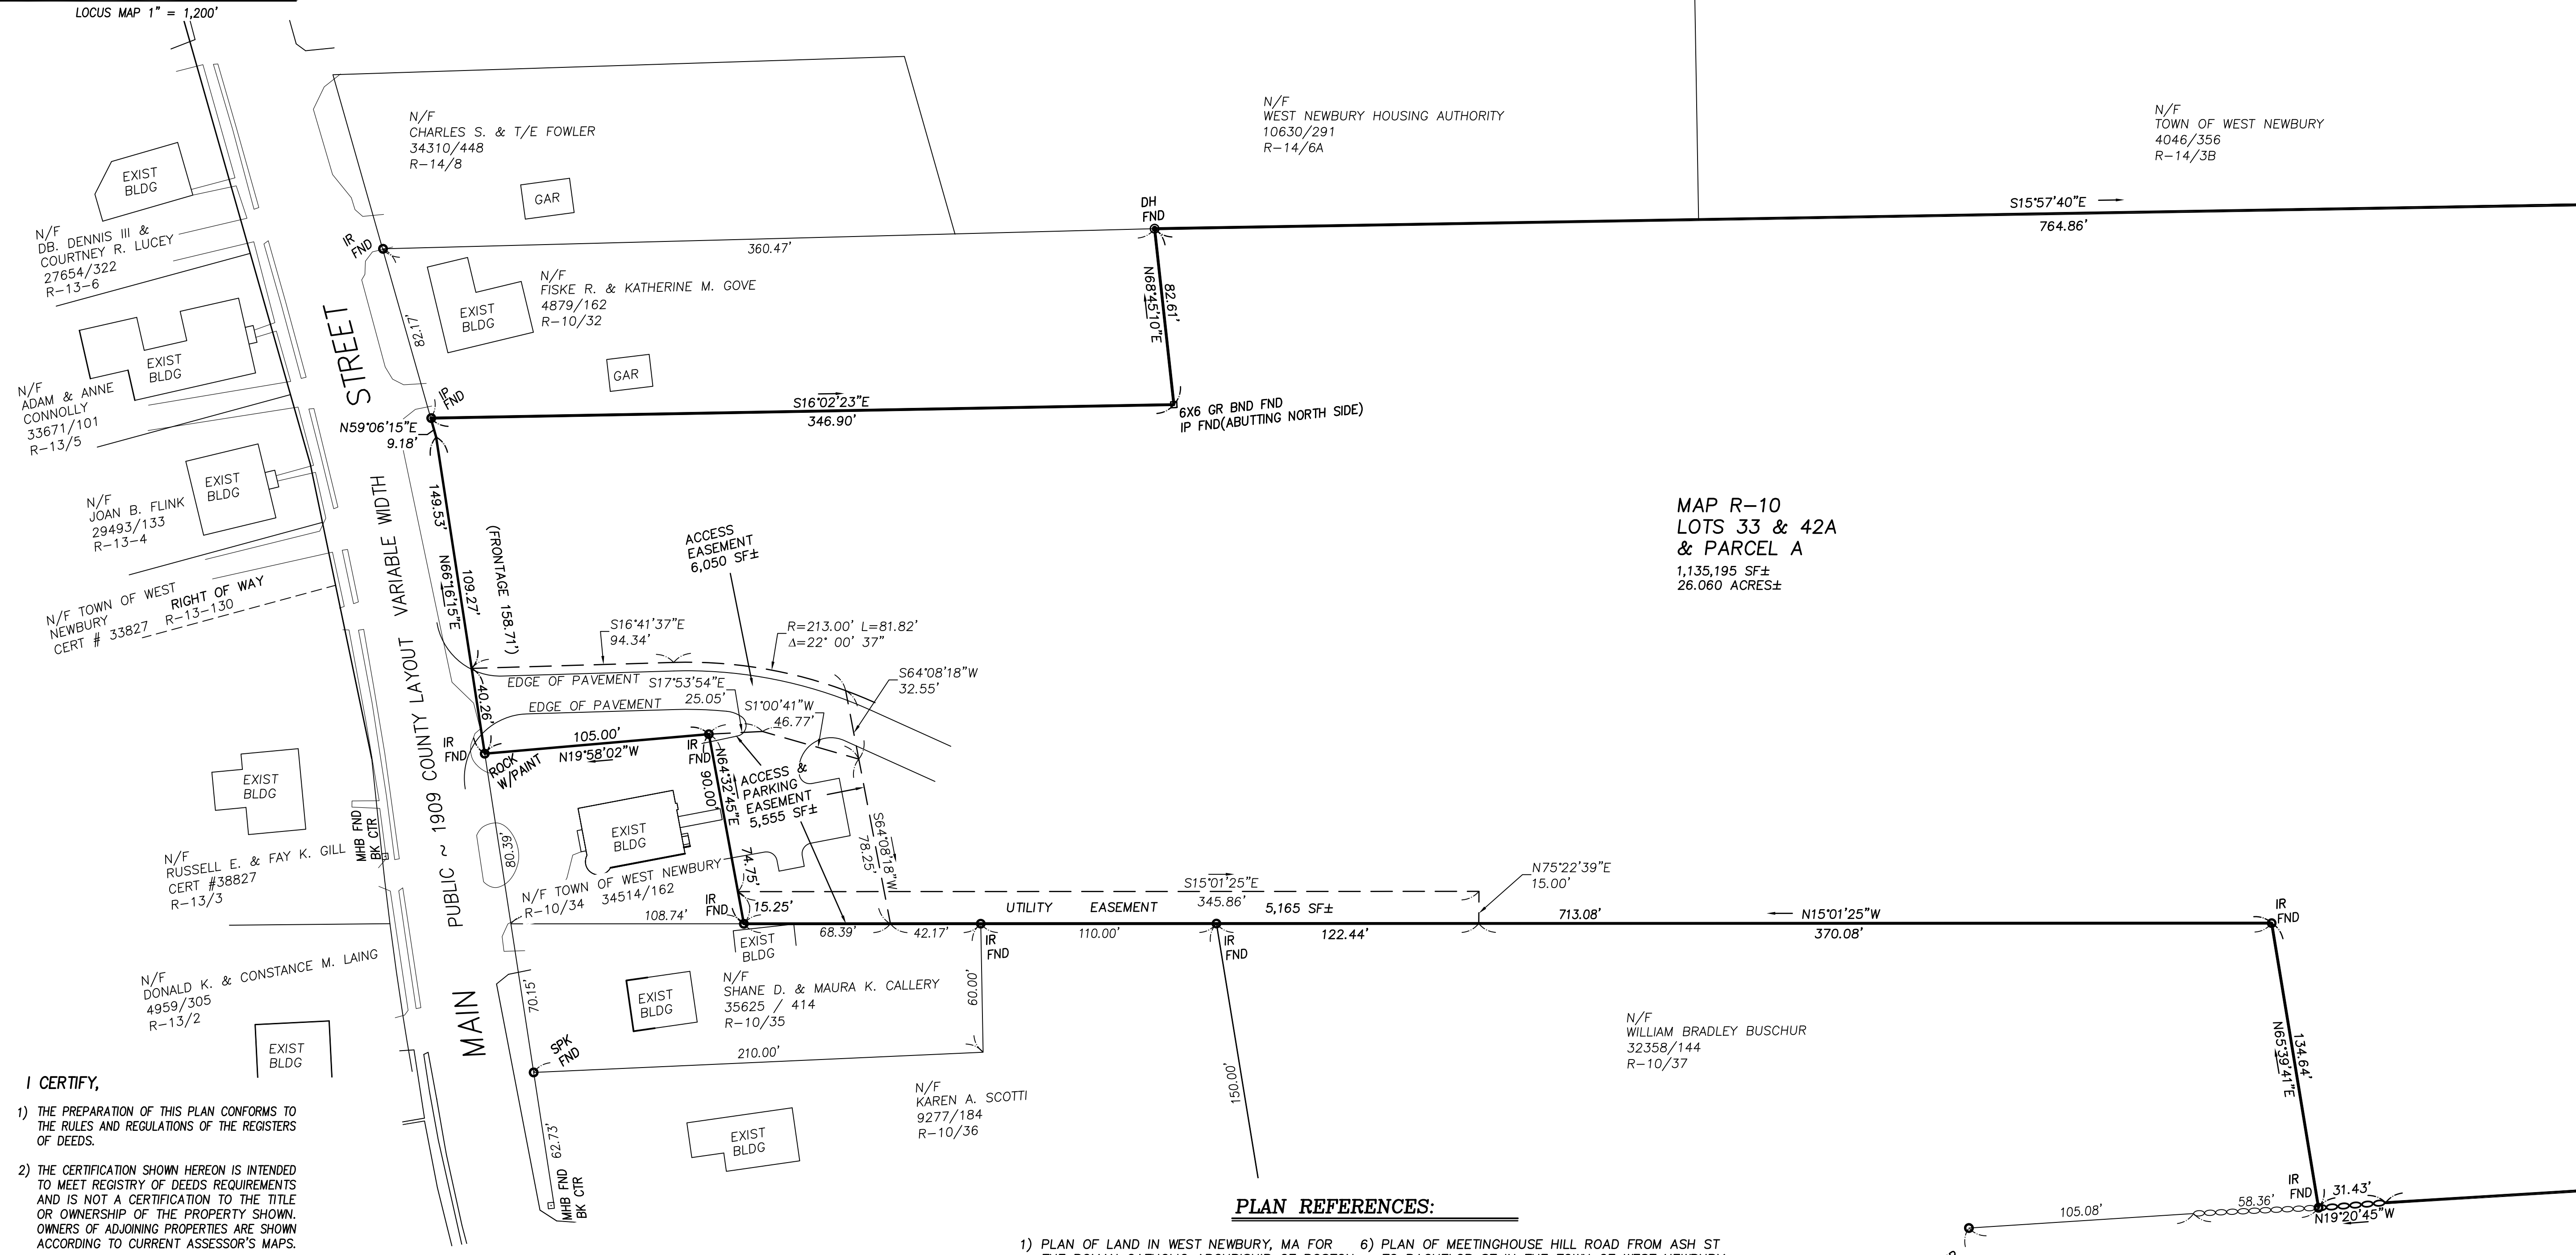 LOCUS MAP 1" = 1,200'
N/F
CHARLES S. & T/E FOWLER
34310/448
R-14/8
GAR
N/F
WEST NEWBURY HOUSING AUTHORITY
10630/291
R-14/6A
N/F
TOWN OF WEST NEWBURY
4046/356
R-14/3B
EXIST
BLDG
N/F
DB. DENNIS III &
COURTNEY R. LUCEY
27654/322
R-13-6
IR
FND
360.47'
DH
FND
S15°57'40"E
764.86'
N68°45'10"E
82.61'
N/F
FISKE R. & KATHERINE M. GOVE
4879/162
R-10/32
EXIST
BLDG
82.17'
GAR
IP
FND
S16°02'23"E
346.90'
6X6 GR BND FND
IP FND(ABUTTING NORTH SIDE)
N59°06'15"E
9.18'
STREET
EXIST
BLDG
N/F
ADAM & ANNE
CONNOLLY
33671/101
R-13/5
EXIST
BLDG
N/F
JOAN B. FLINK
29493/133
R-13-4
N/F TOWN OF WEST
NEWBURY
CERT # 33827 R-13-130
RIGHT OF WAY
PUBLIC ~ 1909 COUNTY LAYOUT VARIABLE WIDTH
149.53'
N66°16'15"E
109.27'
(FRONTAGE 158.71')
40.26'
ACCESS
EASEMENT
6,050 SF±
MAP R-10
LOTS 33 & 42A
& PARCEL A
1,135,195 SF±
26.060 ACRES±
S16°41'37"E
94.34'
R=213.00' L=81.82'
Δ=22° 00' 37"
S64°08'18"W
32.55'
EDGE OF PAVEMENT
S17°53'54"E
25.05'
EDGE OF PAVEMENT
S1°00'41"W
46.77'
IR
FND
ROCK
W/PAINT
105.00'
N19°58'02"W
IR
FND
N64°32'45"E
90.00'
ACCESS &
PARKING
EASEMENT
5,555 SF±
74.75'
S64°08'18"W
78.25'
EXIST
BLDG
N/F TOWN OF WEST NEWBURY
R-10/34 34514/162
80.39'
EXIST
BLDG
MHB FND
BK CTR
N/F
RUSSELL E. & FAY K. GILL
CERT #38827
R-13/3
108.74'
IR
FND
15.25'
EXIST
BLDG
68.39'
42.17'
IR
FND
110.00'
UTILITY EASEMENT
5,165 SF±
S15°01'25"E
345.86'
IR
FND
122.44'
N75°22'39"E
15.00'
713.08'
N15°01'25"W
370.08'
IR
FND
N/F
DONALD K. & CONSTANCE M. LAING
4959/305
R-13/2
EXIST
BLDG
MAIN
70.15'
EXIST
BLDG
N/F
SHANE D. & MAURA K. CALLERY
35625 / 414
R-10/35
60.00'
SPK
FND
210.00'
N/F
KAREN A. SCOTTI
9277/184
R-10/36
150.00'
EXIST
BLDG
62.73'
MHB FND
BK CTR
N/F
WILLIAM BRADLEY BUSCHUR
32358/144
R-10/37
N65°39'41"E
134.64'
IR
FND
31.43'
N19°20'45"W
58.36'
105.08'
I CERTIFY,
1) THE PREPARATION OF THIS PLAN CONFORMS TO
THE RULES AND REGULATIONS OF THE REGISTERS
OF DEEDS.
2) THE CERTIFICATION SHOWN HEREON IS INTENDED
TO MEET REGISTRY OF DEEDS REQUIREMENTS
AND IS NOT A CERTIFICATION TO THE TITLE
OR OWNERSHIP OF THE PROPERTY SHOWN.
OWNERS OF ADJOINING PROPERTIES ARE SHOWN
ACCORDING TO CURRENT ASSESSOR'S MAPS.
PLAN REFERENCES:
1) PLAN OF LAND IN WEST NEWBURY, MA FOR
6) PLAN OF MEETINGHOUSE HILL ROAD FROM ASH ST